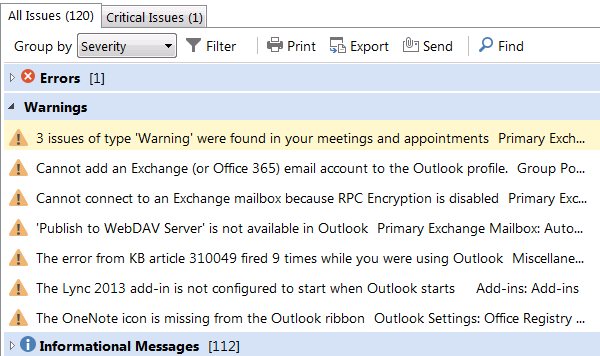 All Issues (120) Critical Issues (1)
Group by Severity Filter Print Export Send Find
Errors [1]
Warnings
3 issues of type 'Warning' were found in your meetings and appointments Primary Exch...
Cannot add an Exchange (or Office 365) email account to the Outlook profile. Group Po...
Cannot connect to an Exchange mailbox because RPC Encryption is disabled Primary Exc...
'Publish to WebDAV Server' is not available in Outlook Primary Exchange Mailbox: Auto...
The error from KB article 310049 fired 9 times while you were using Outlook Miscellane...
The Lync 2013 add-in is not configured to start when Outlook starts Add-ins: Add-ins
The OneNote icon is missing from the Outlook ribbon Outlook Settings: Office Registry ...
Informational Messages [112]